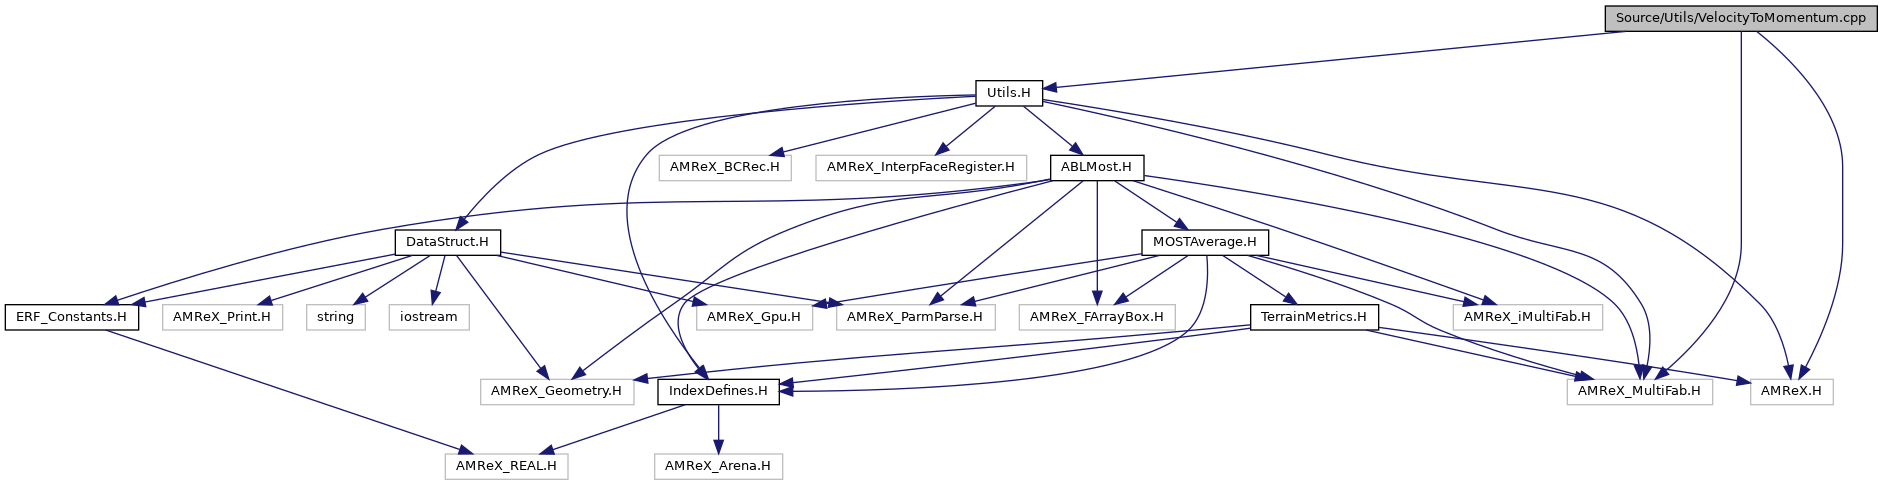 Source/Utils/VelocityToMomentum.cpp
Utils.H
AMReX_BCRec.H
AMReX_InterpFaceRegister.H
ABLMost.H
DataStruct.H
MOSTAverage.H
ERF_Constants.H
AMReX_Print.H
string
iostream
AMReX_Gpu.H
AMReX_ParmParse.H
AMReX_FArrayBox.H
TerrainMetrics.H
AMReX_iMultiFab.H
AMReX_Geometry.H
IndexDefines.H
AMReX_MultiFab.H
AMReX.H
AMReX_REAL.H
AMReX_Arena.H